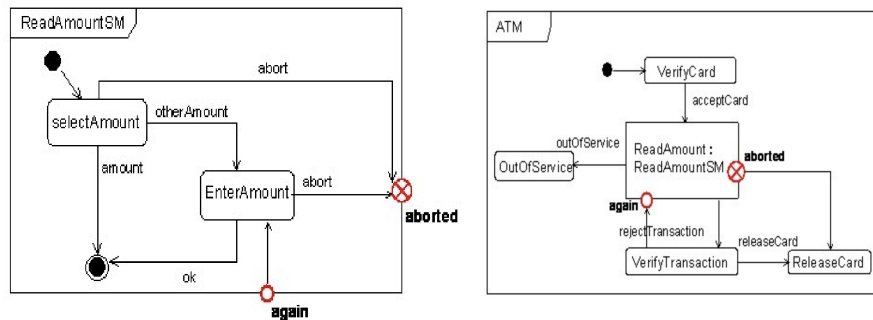 ReadAmountSM
abort
selectAmount
otherAmount
amount
EnterAmount
abort
aborted
ok
again
ATM
VerifyCard
acceptCard
outOfService
ReadAmount :
ReadAmountSM
aborted
OutOfService
again
rejectTransaction
releaseCard
VerifyTransaction
ReleaseCard